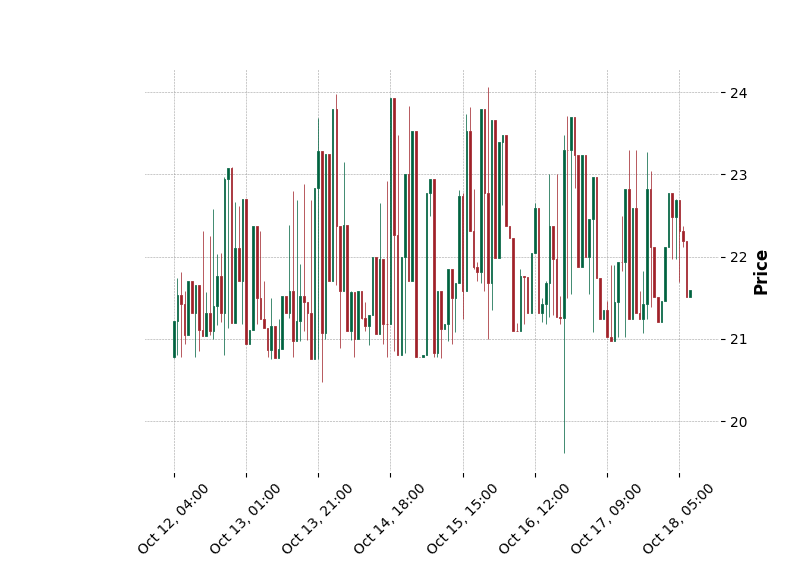 24
23
22
21
20
Price
Oct 12, 04:00
Oct 13, 01:00
Oct 13, 21:00
Oct 14, 18:00
Oct 15, 15:00
Oct 16, 12:00
Oct 17, 09:00
Oct 18, 05:00